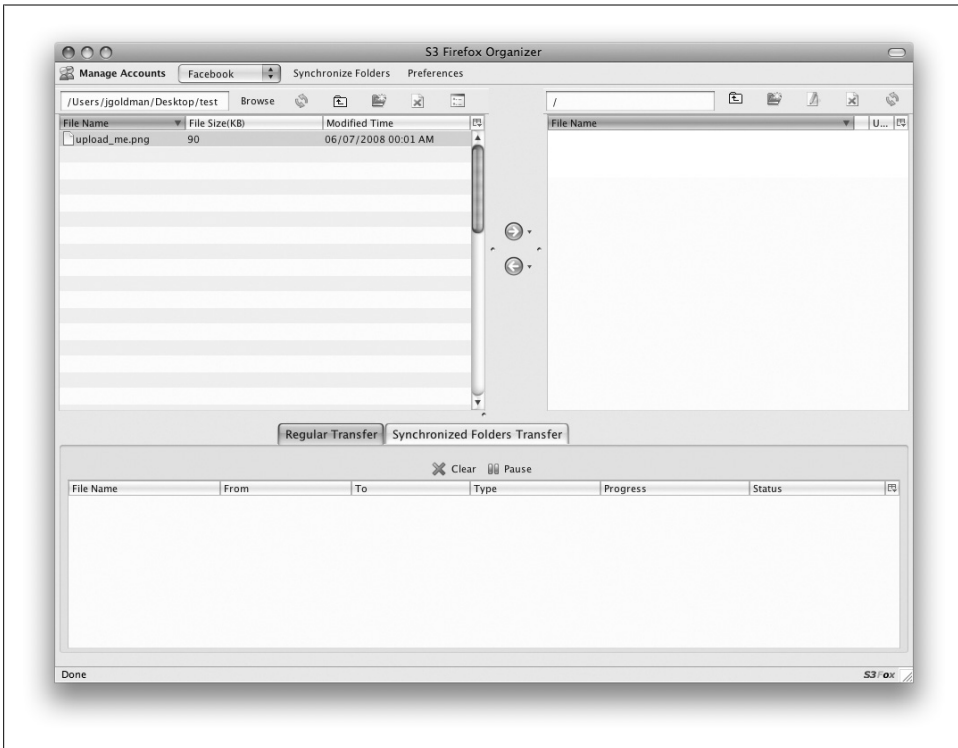 S3 Firefox Organizer
Manage Accounts Facebook Synchronize Folders Preferences
/Users/jgoldman/Desktop/test Browse /
File Name File Size(KB) Modified Time File Name U...
upload_me.png 90 06/07/2008 00:01 AM
Regular Transfer Synchronized Folders Transfer
Clear Pause
File Name From To Type Progress Status
Done S3Fox